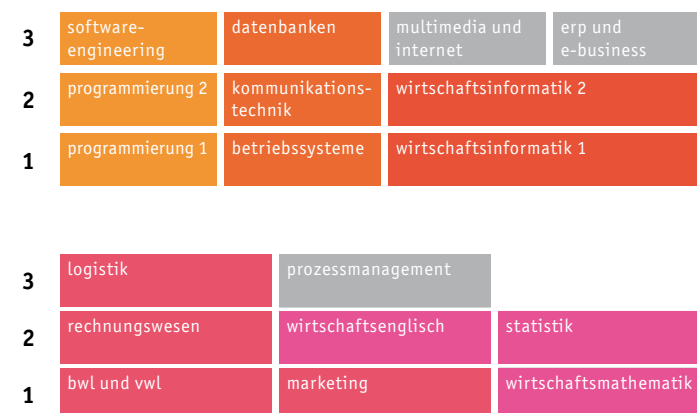 3
software-
engineering
datenbanken
multimedia und
internet
erp und
e-business
2
programmierung 2
kommunikations-
technik
wirtschaftsinformatik 2
1
programmierung 1
betriebssysteme
wirtschaftsinformatik 1
3
logistik
prozessmanagement
2
rechnungswesen
wirtschaftsenglisch
statistik
1
bwl und vwl
marketing
wirtschaftsmathematik